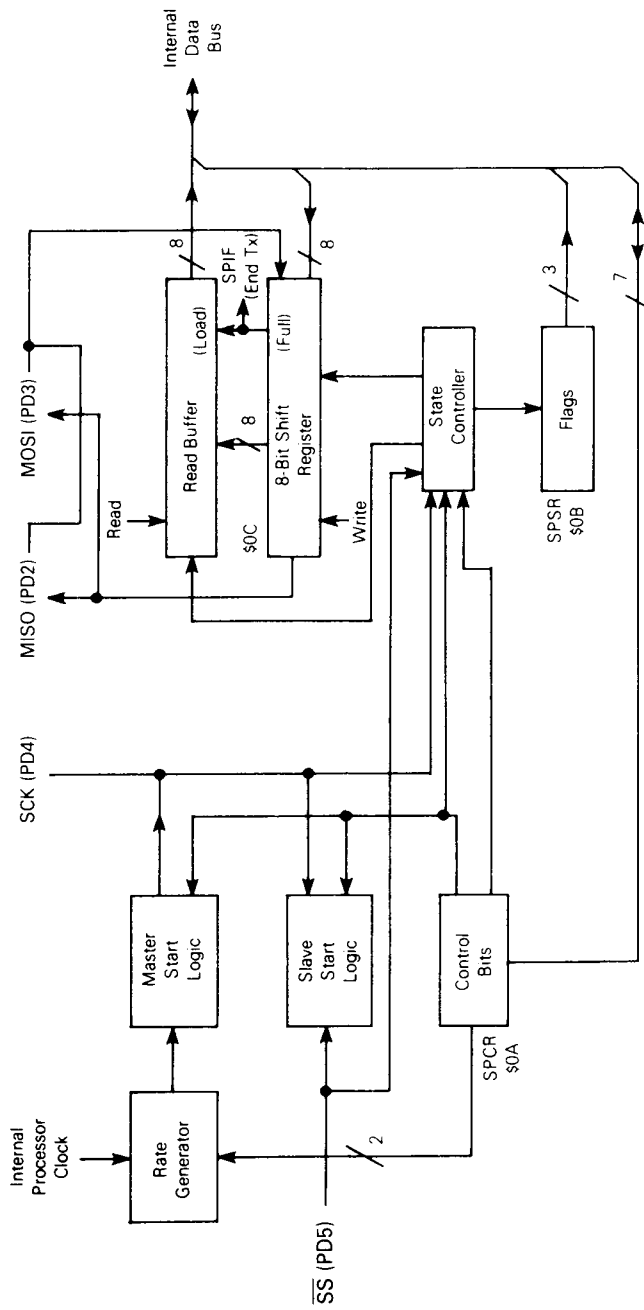 Internal
Processor
Clock
Rate
Generator
Master
Start
Logic
SCK (PD4)
MISO (PD2)
MOSI (PD3)
Read
Read Buffer
(Load)
8
Internal
Data
Bus
8
SPIF
(End Tx)
$0C
8-Bit Shift
Register
(Full)
8
Write
SS (PD5)
Slave
Start
Logic
State
Controller
2
SPCR
$0A
Control
Bits
SPSR
$0B
Flags
3
7